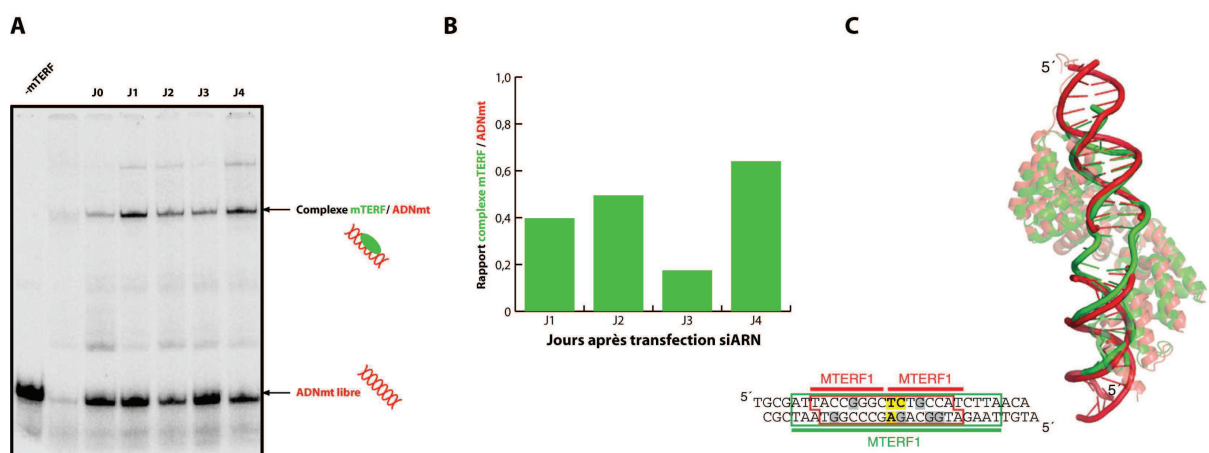 A
-mTERF
J0 J1 J2 J3 J4
Complexe mTERF/ ADNmt
ADNmt libre
B
Rapport complexe mTERF / ADNmt
1,0
0,8
0,6
0,4
0,2
0
J1 J2 J3 J4
Jours après transfection siARN
C
5´
5´
MTERF1 MTERF1
5´ TGCGATTACCGGGCTCTGCCATCTTAACA
CGCTAATGGCCCGAGACGGTAGAATTGTA 5´
MTERF1